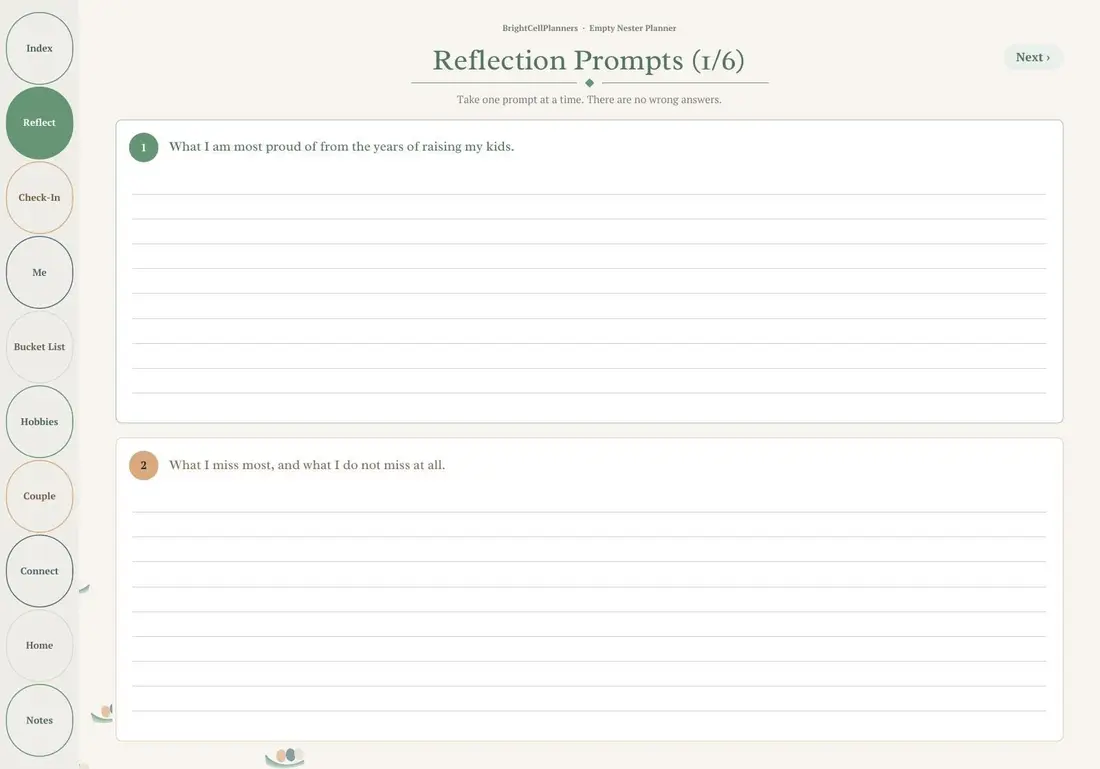 BrightCellPlanners · Empty Nester Planner
Reflection Prompts (1/6)
Next ›
Take one prompt at a time. There are no wrong answers.
Index
Reflect
Check-In
Me
Bucket List
Hobbies
Couple
Connect
Home
Notes
1 What I am most proud of from the years of raising my kids.
2 What I miss most, and what I do not miss at all.